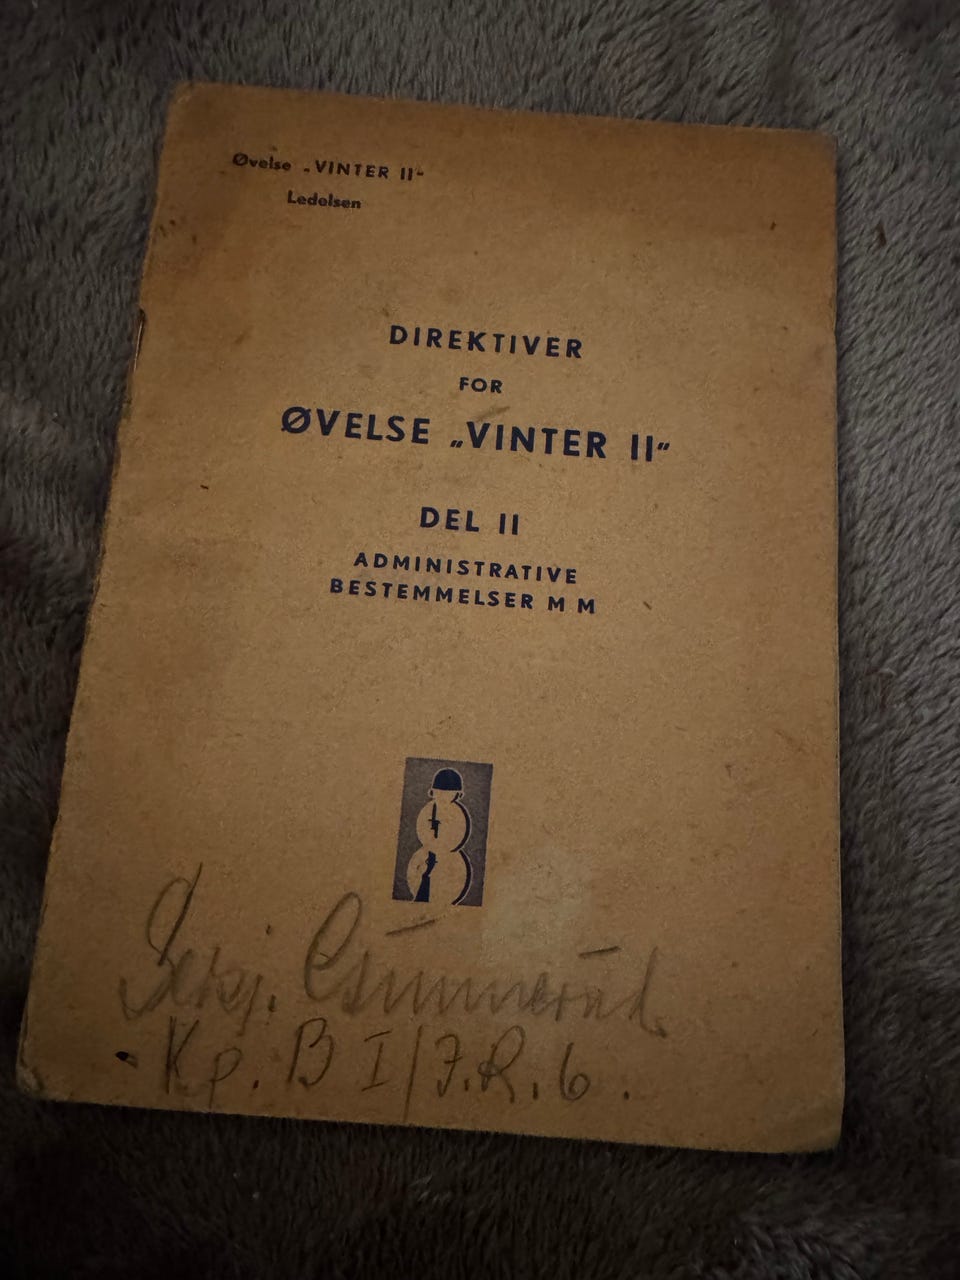 Øvelse „VINTER II“
Ledelsen
DIREKTIVER
FOR
ØVELSE „VINTER II“
DEL II
ADMINISTRATIVE
BESTEMMELSER M M
Kp. B I/J.R. 6.